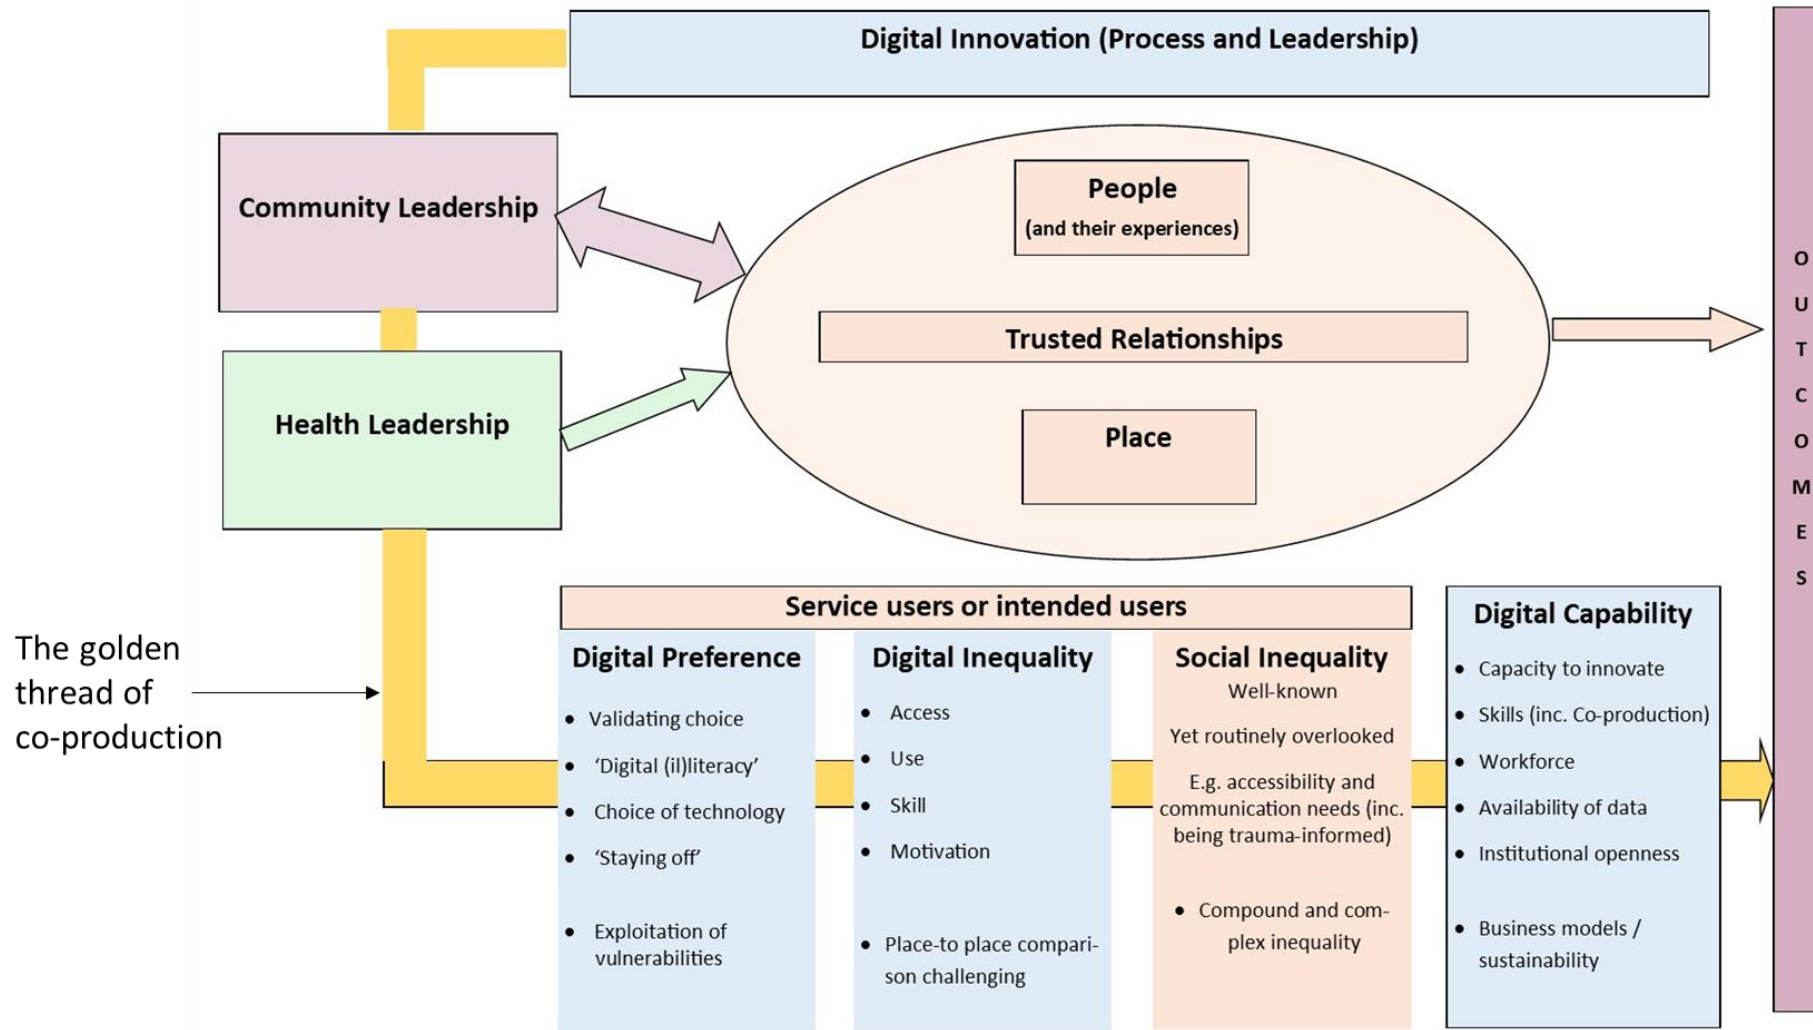 Digital Innovation (Process and Leadership)
Community Leadership
People
(and their experiences)
Trusted Relationships
Health Leadership
Place
O
U
T
C
O
M
E
S
The golden
thread of
co-production
Service users or intended users
Digital Preference
• Validating choice
• ‘Digital (il)literacy’
• Choice of technology
• ‘Staying off’
• Exploitation of
vulnerabilities
Digital Inequality
• Access
• Use
• Skill
• Motivation
• Place-to place compari-
son challenging
Social Inequality
Well-known
Yet routinely overlooked
E.g. accessibility and
communication needs (inc.
being trauma-informed)
• Compound and com-
plex inequality
Digital Capability
• Capacity to innovate
• Skills (inc. Co-production)
• Workforce
• Availability of data
• Institutional openness
• Business models /
sustainability